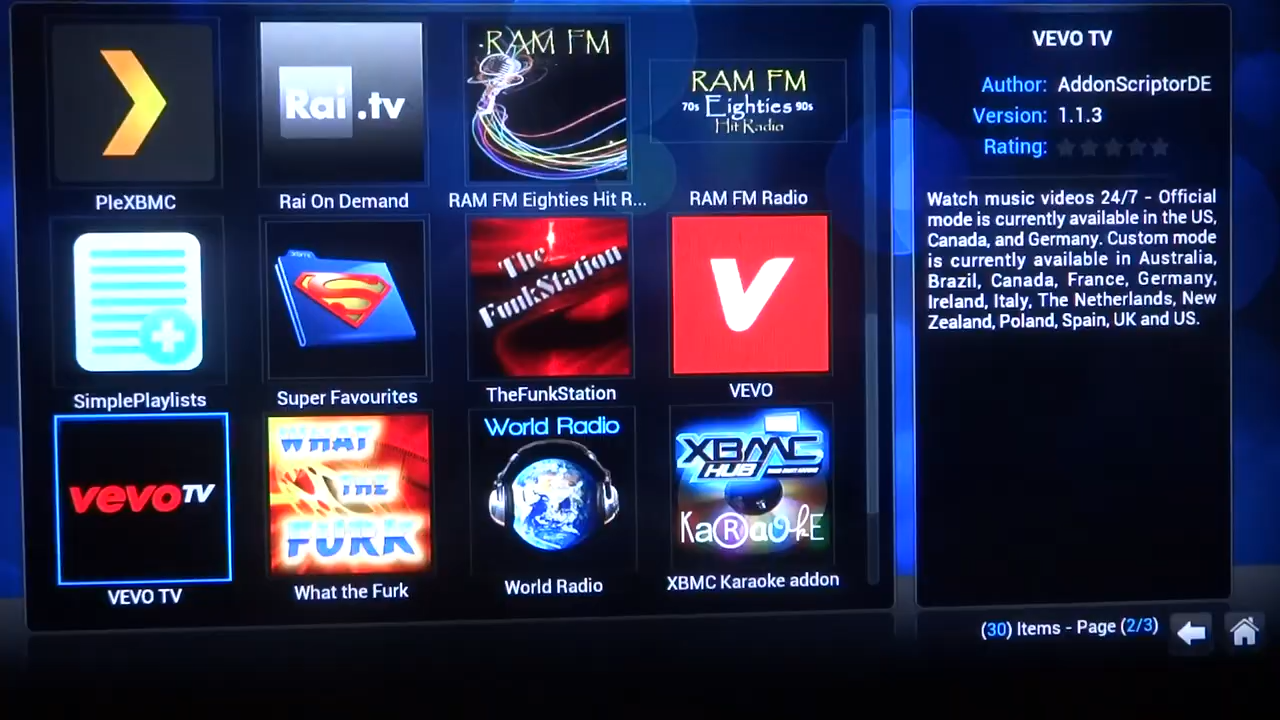 Rai.tv
RAM FM
RAM FM
70s Eighties 90s
Hit Radio
PleXBMC
Rai On Demand
RAM FM Eighties Hit R...
RAM FM Radio
The
FunkStation
V
SimplePlaylists
Super Favourites
TheFunkStation
VEVO
vevoTV
WHAT
THE
FURK
World Radio
XBMC
HUB
KaRaOkE
VEVO TV
What the Furk
World Radio
XBMC Karaoke addon
VEVO TV
Author: AddonScriptorDE
Version: 1.1.3
Rating:
Watch music videos 24/7 - Official
mode is currently available in the US,
Canada, and Germany. Custom mode
is currently available in Australia,
Brazil, Canada, France, Germany,
Ireland, Italy, The Netherlands, New
Zealand, Poland, Spain, UK and US.
(30) Items - Page (2/3)